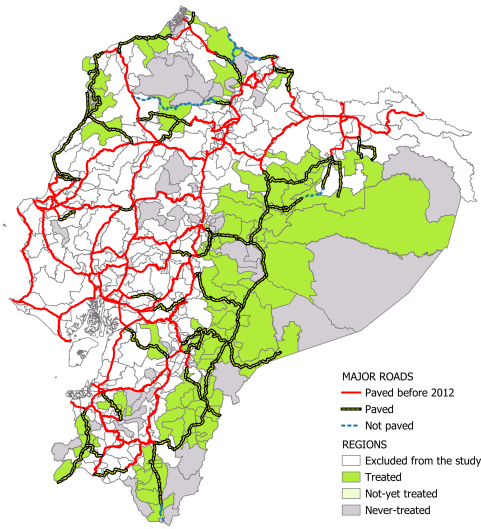 MAJOR ROADS
Paved before 2012
Paved
Not paved
REGIONS
Excluded from the study
Treated
Not-yet treated
Never-treated